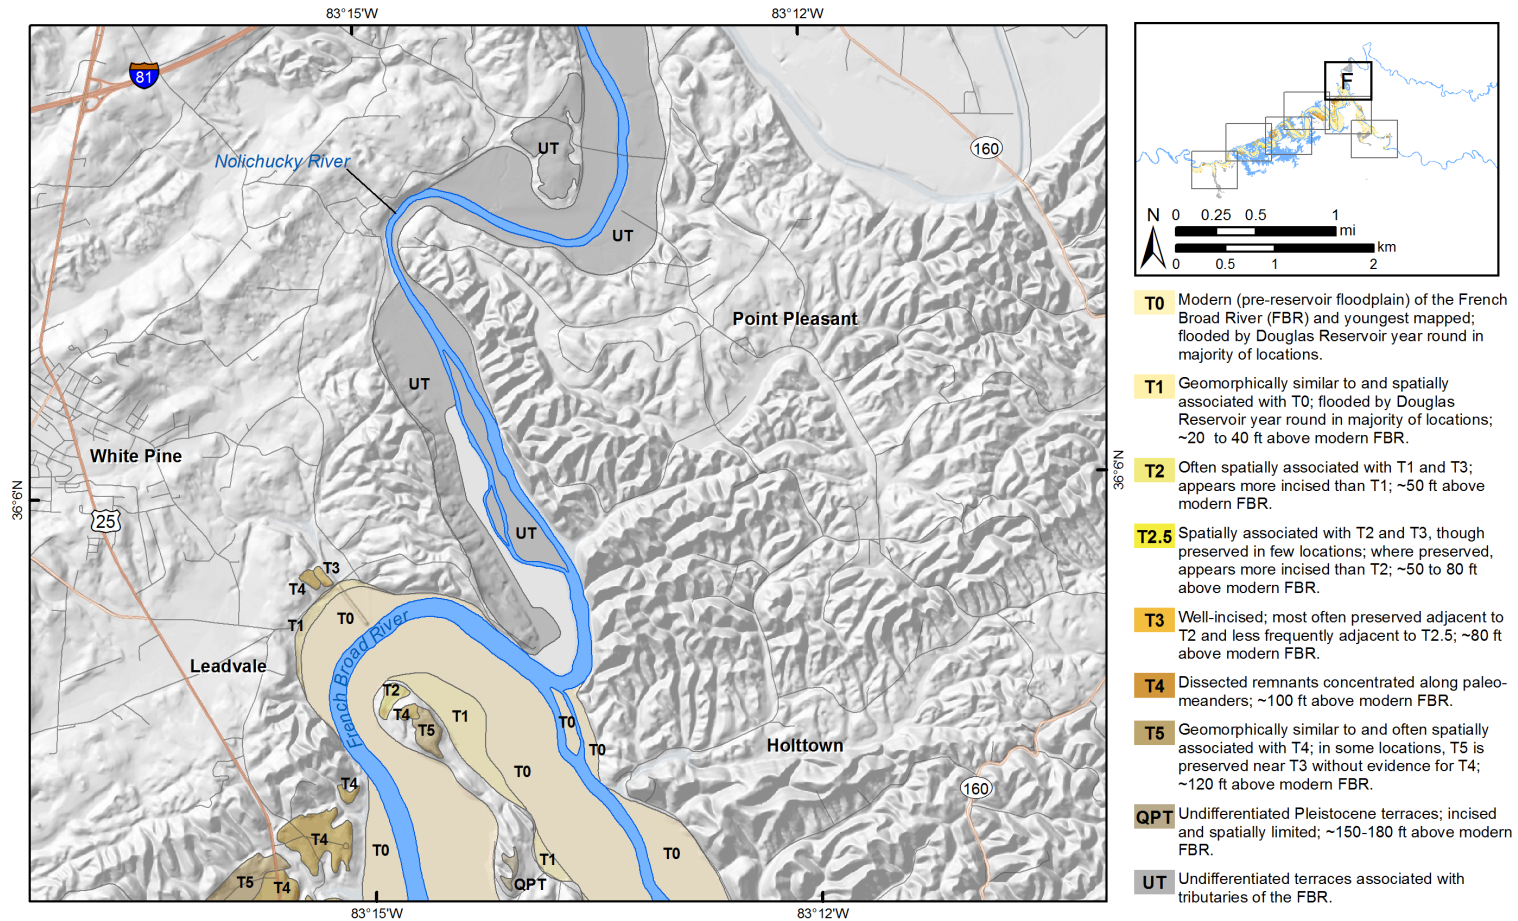 83°15'W
83°12'W
81
UT
160
Nolichucky River
UT
Point Pleasant
UT
White Pine
36°6'N
36°6'N
25
UT
T3
T4
T0
T1
French Broad River
Leadvale
T2
T4
T1
T5
T0
T0
Holttown
T0
T4
160
T4
T0
T0
T1
T5
T4
QPT
83°15'W
83°12'W
F
N
0 0.25 0.5 1
mi
km
0 0.5 1 2
T0 Modern (pre-reservoir floodplain) of the French
Broad River (FBR) and youngest mapped;
flooded by Douglas Reservoir year round in
majority of locations.
T1 Geomorphically similar to and spatially
associated with T0; flooded by Douglas
Reservoir year round in majority of locations;
~20 to 40 ft above modern FBR.
T2 Often spatially associated with T1 and T3;
appears more incised than T1; ~50 ft above
modern FBR.
T2.5 Spatially associated with T2 and T3, though
preserved in few locations; where preserved,
appears more incised than T2; ~50 to 80 ft
above modern FBR.
T3 Well-incised; most often preserved adjacent to
T2 and less frequently adjacent to T2.5; ~80 ft
above modern FBR.
T4 Dissected remnants concentrated along paleo-
meanders; ~100 ft above modern FBR.
T5 Geomorphically similar to and often spatially
associated with T4; in some locations, T5 is
preserved near T3 without evidence for T4;
~120 ft above modern FBR.
QPT Undifferentiated Pleistocene terraces; incised
and spatially limited; ~150-180 ft above modern
FBR.
UT Undifferentiated terraces associated with
tributaries of the FBR.